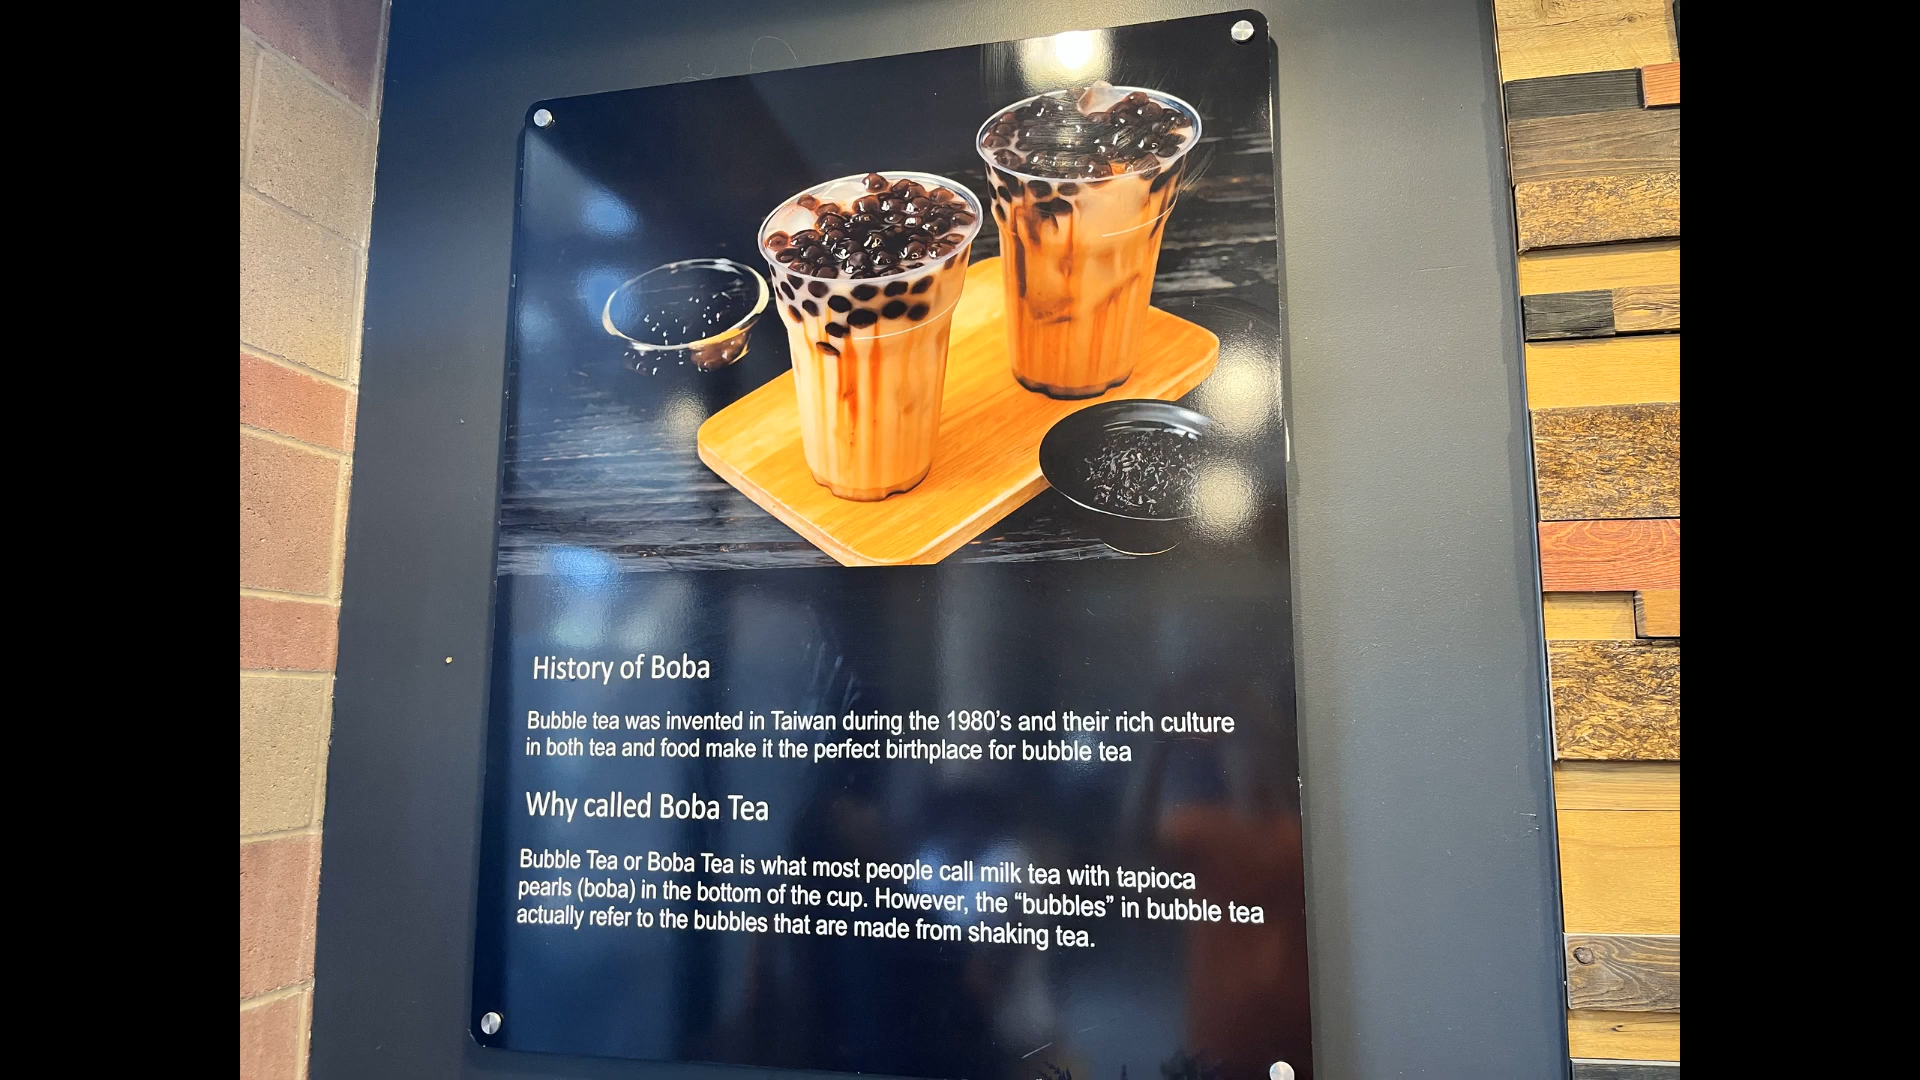 History of Boba
Bubble tea was invented in Taiwan during the 1980's and their rich culture
in both tea and food make it the perfect birthplace for bubble tea
Why called Boba Tea
Bubble Tea or Boba Tea is what most people call milk tea with tapioca
pearls (boba) in the bottom of the cup. However, the “bubbles” in bubble tea
actually refer to the bubbles that are made from shaking tea.